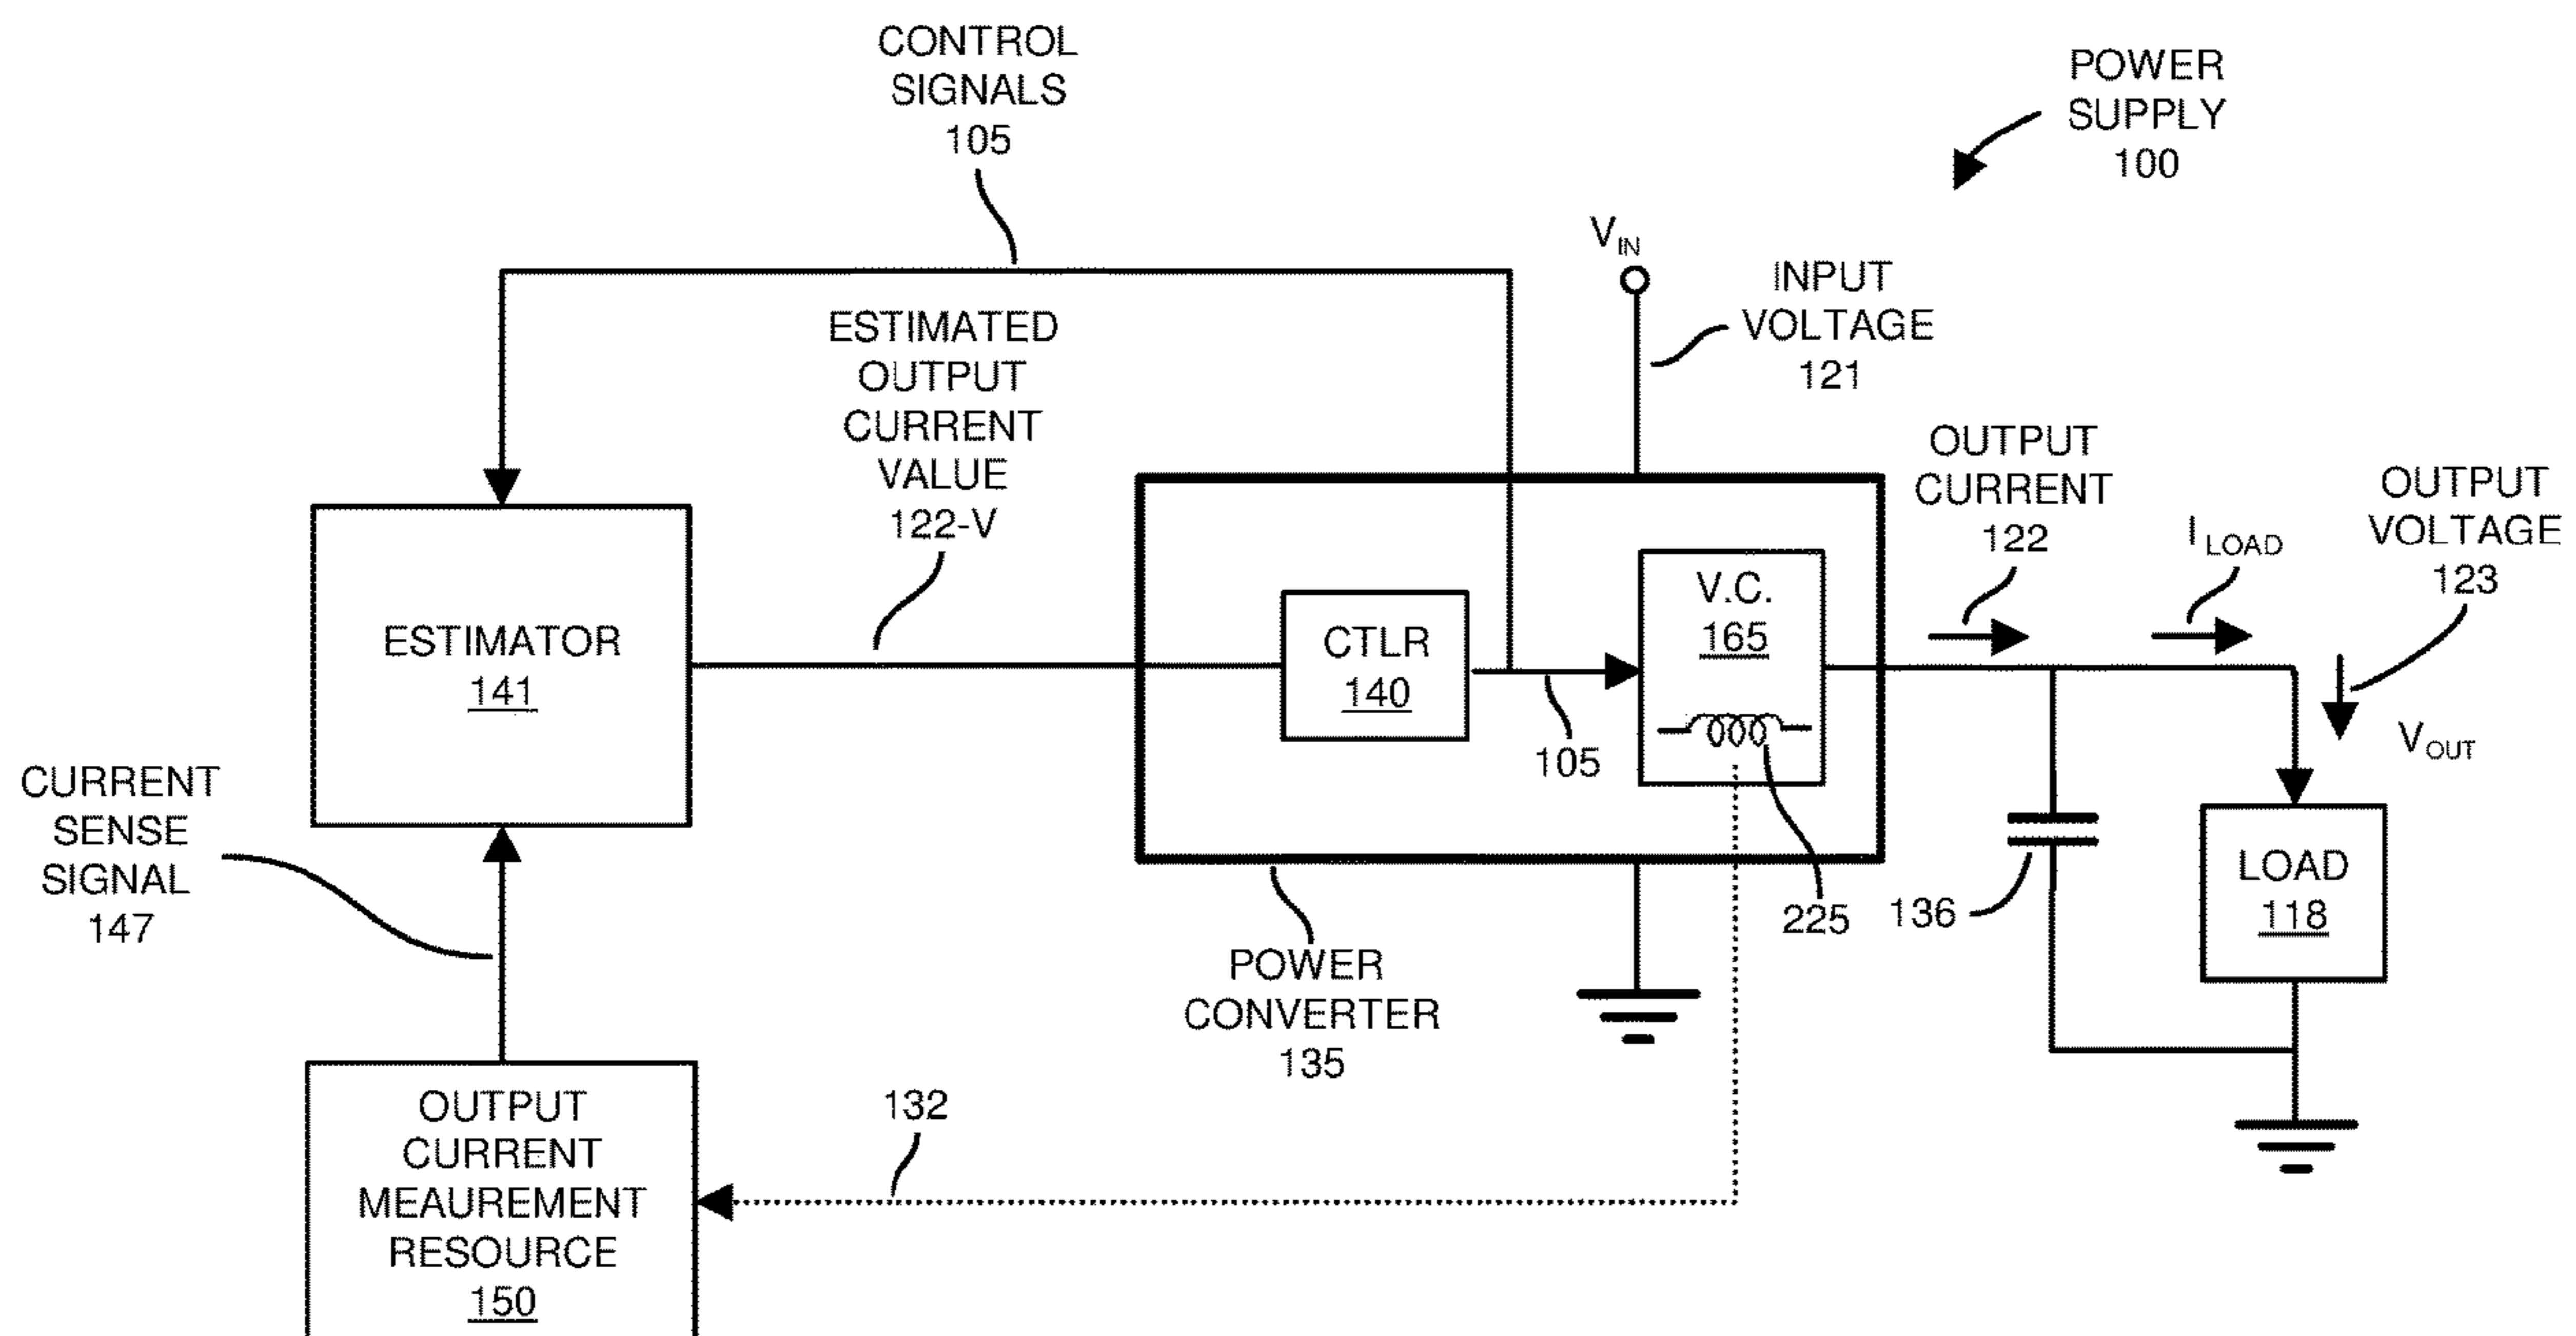 CONTROL
SIGNALS
105
POWER
SUPPLY
100
VIN
INPUT
VOLTAGE
121
ESTIMATED
OUTPUT
CURRENT
VALUE
122-V
OUTPUT
CURRENT
122
ILOAD
OUTPUT
VOLTAGE
123
VOUT
ESTIMATOR
141
CTLR
140
105
V.C.
165
225
136
LOAD
118
CURRENT
SENSE
SIGNAL
147
POWER
CONVERTER
135
132
OUTPUT
CURRENT
MEAUREMENT
RESOURCE
150